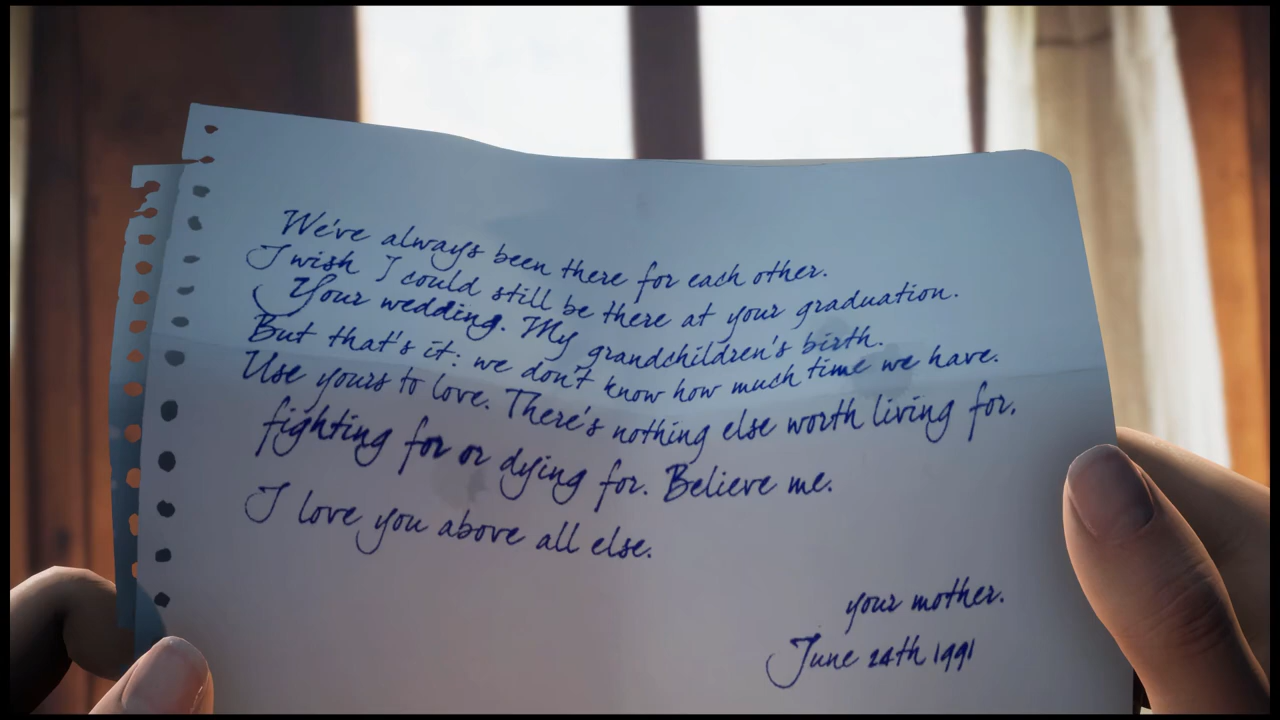 We've always been there for each other.
I wish I could still be there at your graduation.
Your wedding. My grandchildren's birth.
But that's it: we don't know how much time we have.
Use yours to love. There's nothing else worth living for,
fighting for or dying for. Believe me.
I love you above all else.
your mother.
June 24th 1991